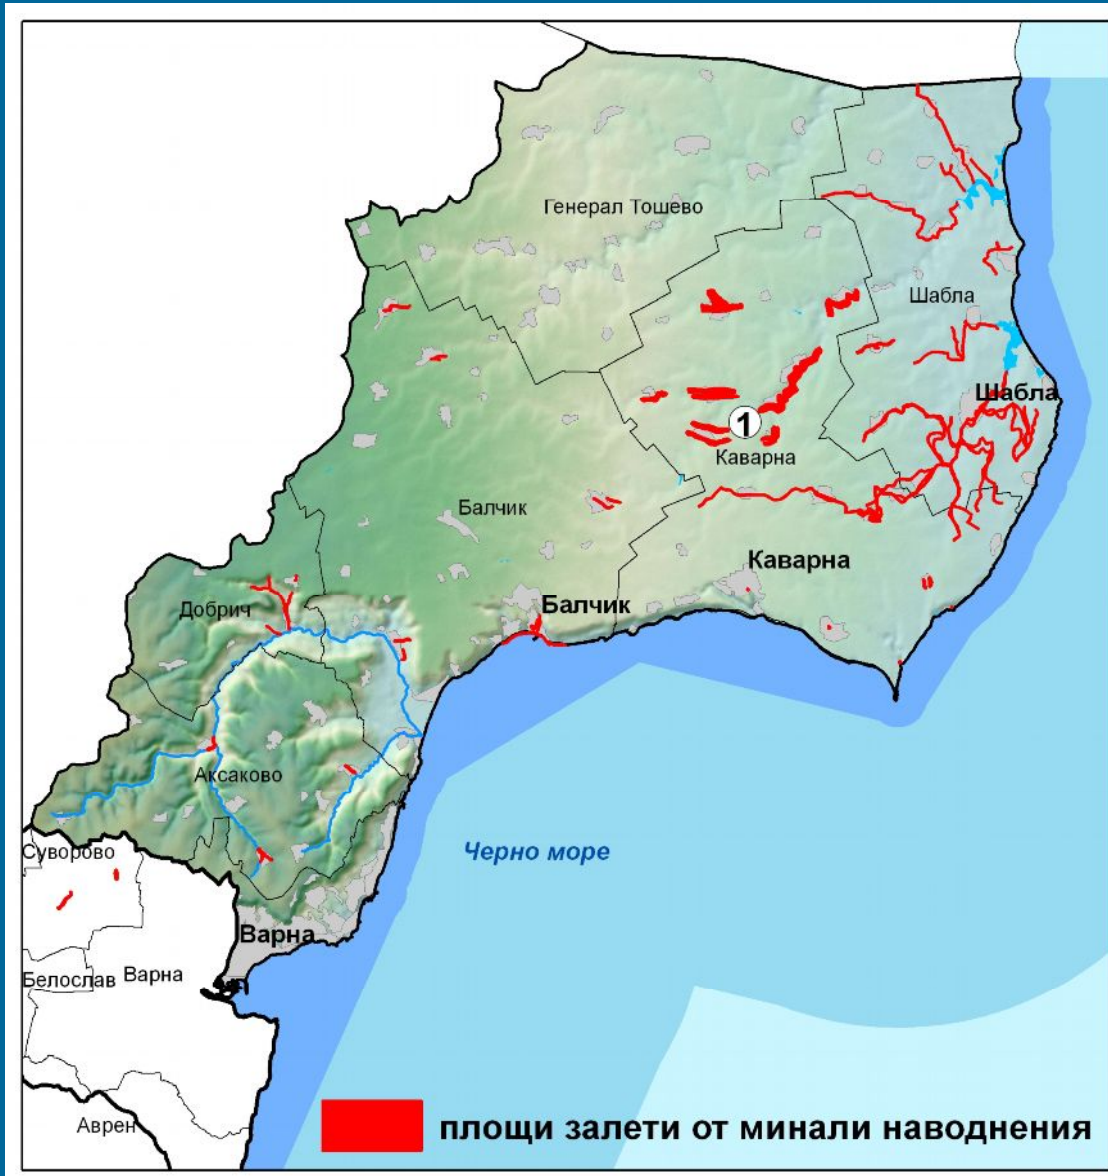 Генерал Тошево
Шабла
Шабла
1
Каварна
Балчик
Каварна
Балчик
Добрич
Аксаково
Суворово
Черно море
Варна
Белослав
Варна
Аврен
площи залети от минали наводнения